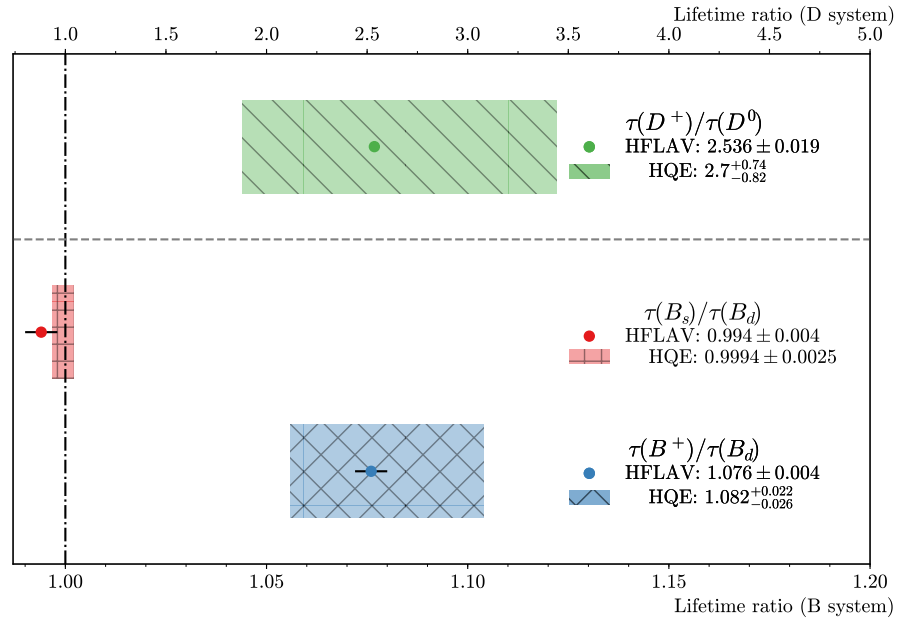 Lifetime ratio (D system)
1.0 1.5 2.0 2.5 3.0 3.5 4.0 4.5 5.0
τ(D⁺)/τ(D⁰)
HFLAV: 2.536 ± 0.019
HQE: 2.7^{+0.74}_{−0.82}
τ(B_s)/τ(B_d)
HFLAV: 0.994 ± 0.004
HQE: 0.9994 ± 0.0025
τ(B⁺)/τ(B_d)
HFLAV: 1.076 ± 0.004
HQE: 1.082^{+0.022}_{−0.026}
1.00 1.05 1.10 1.15 1.20
Lifetime ratio (B system)